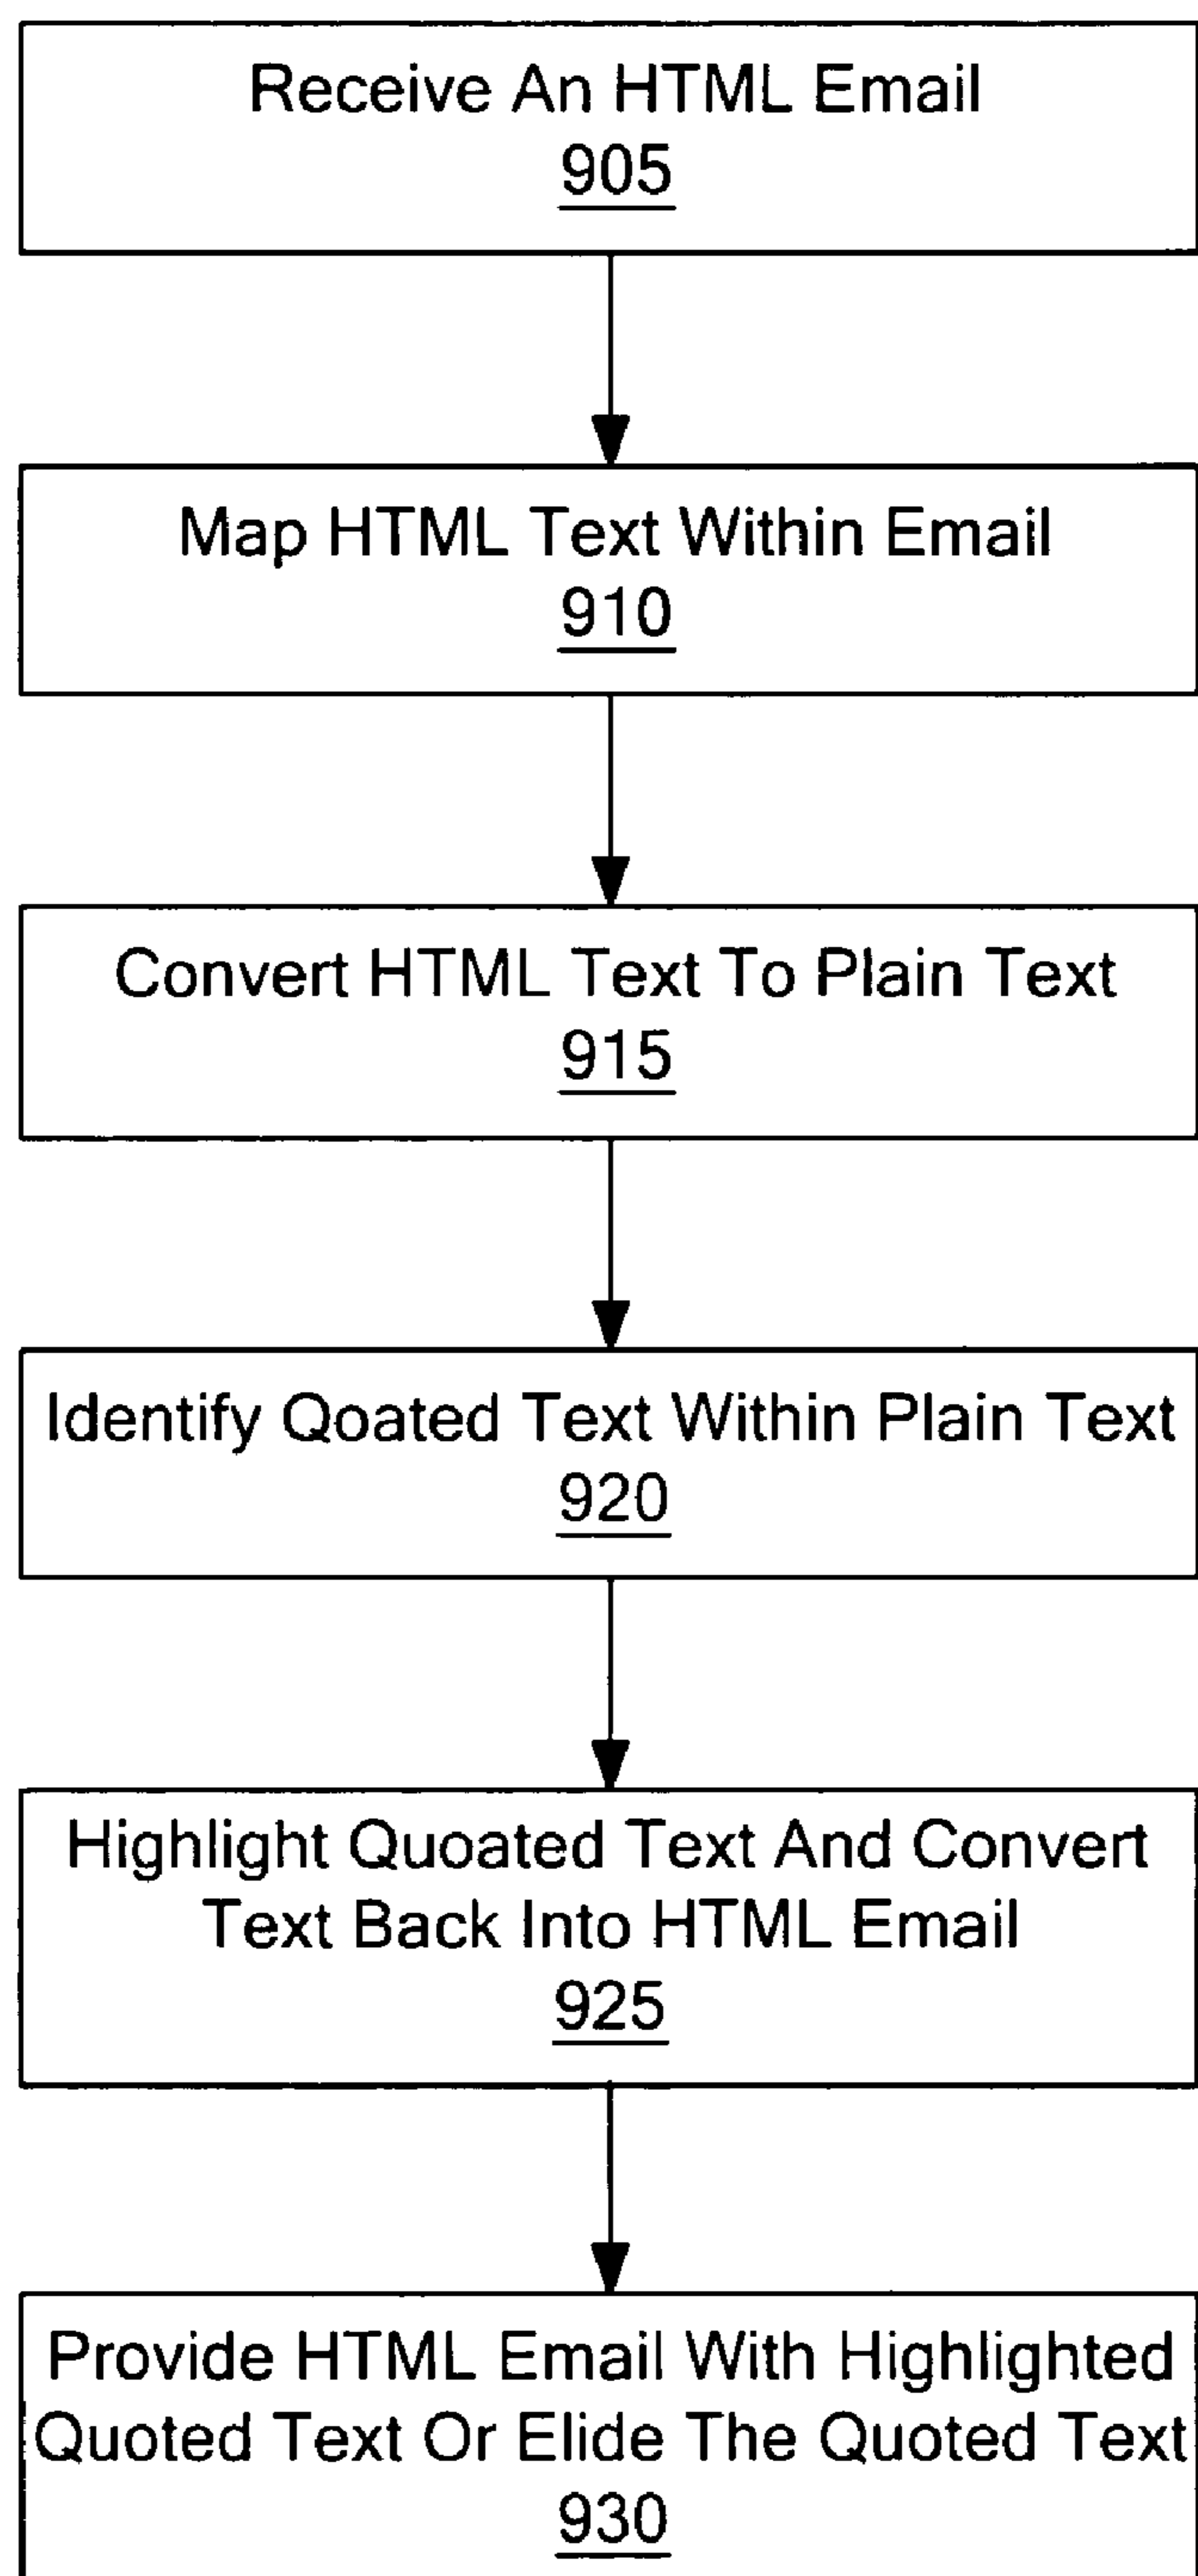 Receive An HTML Email
905
Map HTML Text Within Email
910
Convert HTML Text To Plain Text
915
Identify Qoated Text Within Plain Text
920
Highlight Quoated Text And Convert
Text Back Into HTML Email
925
Provide HTML Email With Highlighted
Quoted Text Or Elide The Quoted Text
930